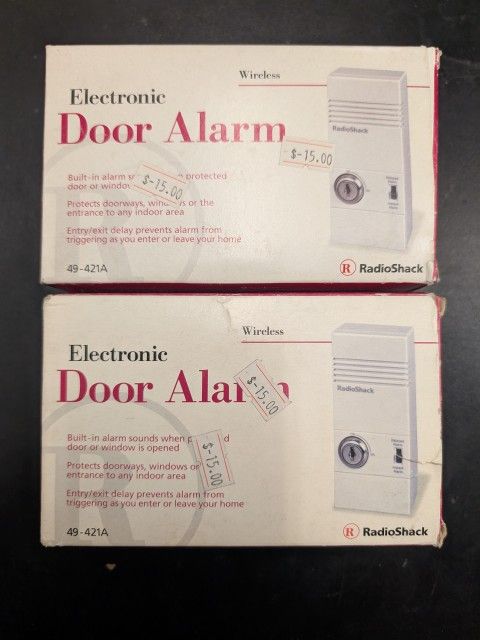 Wireless
Electronic
Door Alarm
$-15.00
RadioShack
Built-in alarm protected
$-15.00
door or window
Protects doorways, or the
entrance to any indoor area
Entry/exit delay prevents alarm from
triggering as you enter or leave your home
49-421A
R RadioShack
Wireless
Electronic
Door Alarm
$-15.00
RadioShack
Built-in alarm sounds when
door or window is opened
$-15.00
Protects doorways, windows or
entrance to any indoor area
Entry/exit delay prevents alarm from
triggering as you enter or leave your home
49-421A
R RadioShack